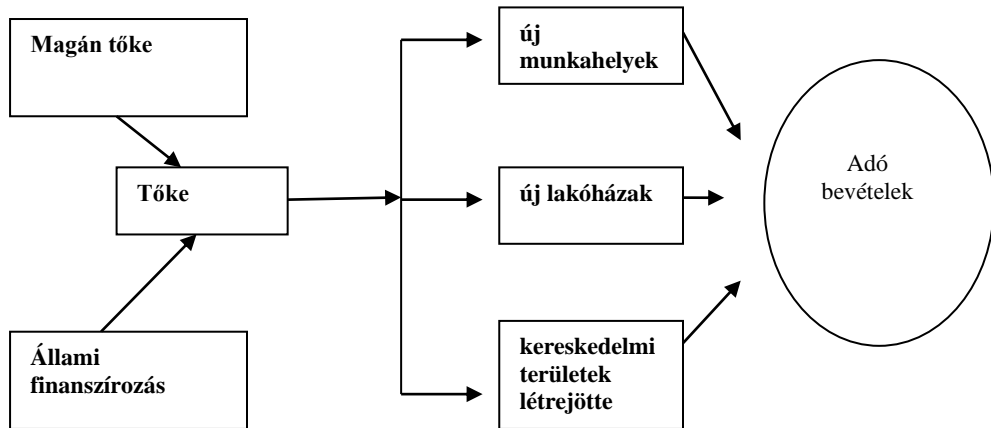 Magán tőke
Tőke
Állami
finanszírozás
új
munkahelyek
új lakóházak
kereskedelmi
területek
létrejötte
Adó
bevételek